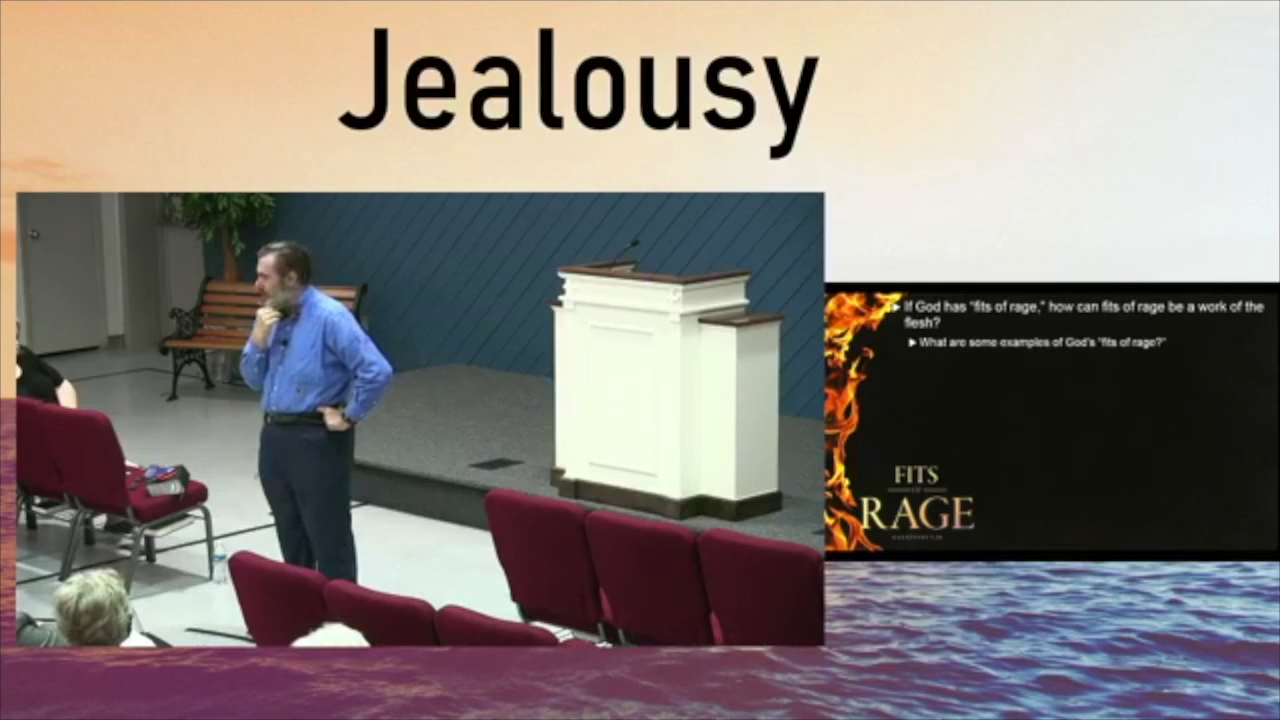 Jealousy
If God has "fits of rage," how can fits of rage be a work of the
flesh?
What are some examples of God's "fits of rage?"
FITS
OF
RAGE